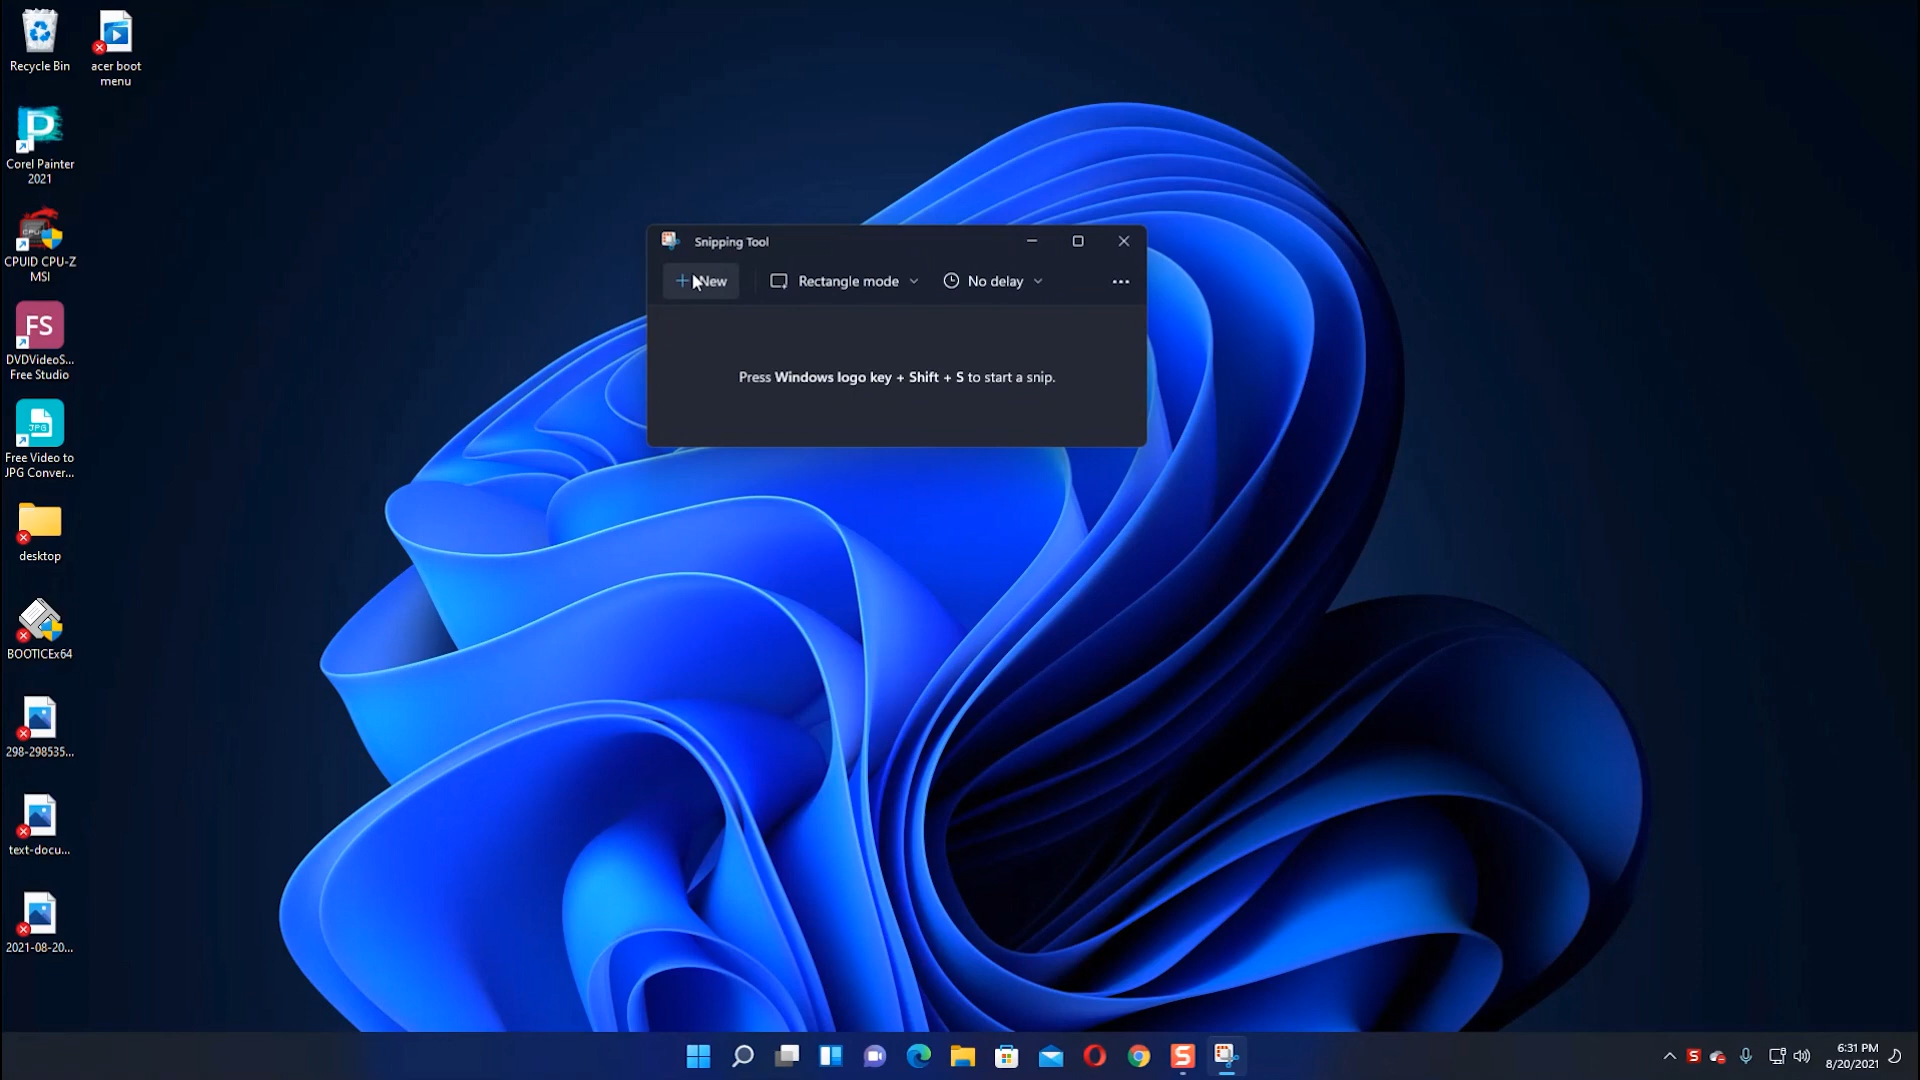 Recycle Bin
acer boot
menu
Corel Painter
2021
CPUID CPU-Z
MSI
FS
DVDVideoS...
Free Studio
JPG
Free Video to
JPG Conver...
desktop
BOOTICEx64
298-298535...
text-docu...
2021-08-20...
Snipping Tool
New
Rectangle mode
No delay
Press Windows logo key + Shift + S to start a snip.
6:31 PM
8/20/2021